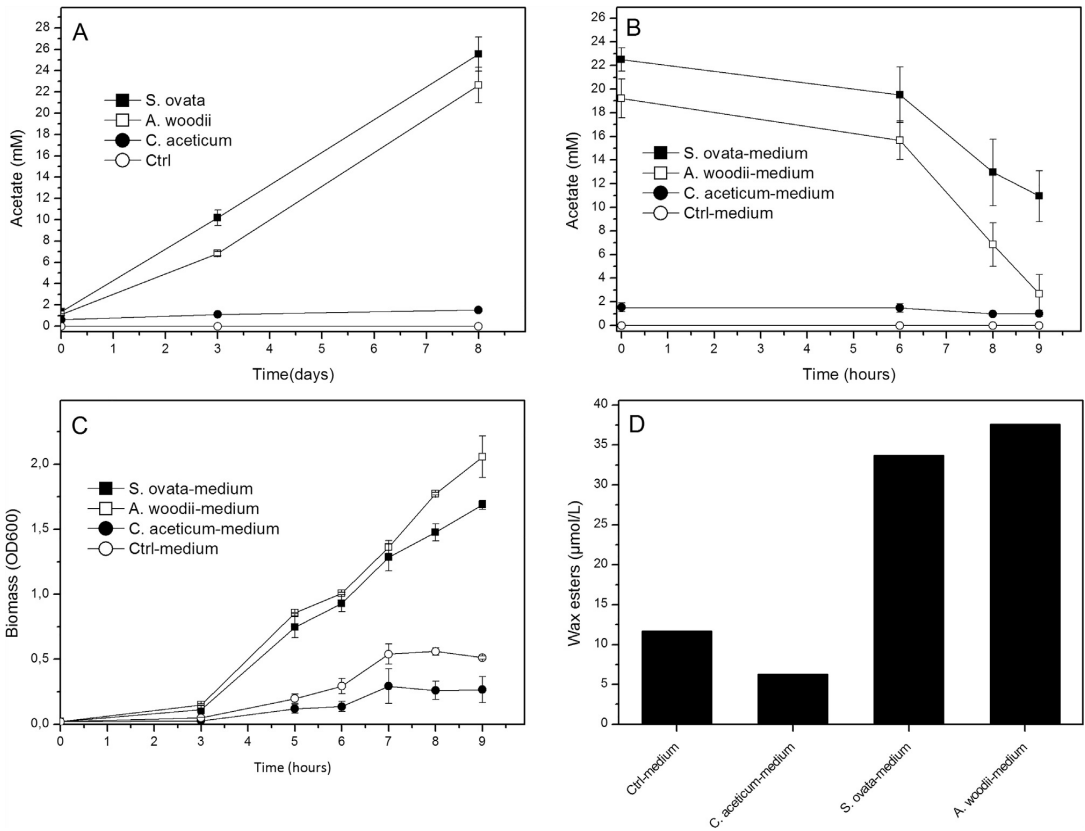 A
Acetate (mM)
28
26
24
22
20
18
16
14
12
10
8
6
4
2
0
S. ovata
A. woodii
C. aceticum
Ctrl
0 1 2 3 4 5 6 7 8
Time(days)
B
Acetate (mM)
26
24
22
20
18
16
14
12
10
8
6
4
2
0
S. ovata-medium
A. woodii-medium
C. aceticum-medium
Ctrl-medium
0 1 2 3 4 5 6 7 8 9
Time (hours)
C
Biomass (OD600)
2,0
1,5
1,0
0,5
0,0
S. ovata-medium
A. woodii-medium
C. aceticum-medium
Ctrl-medium
0 1 2 3 4 5 6 7 8 9
Time (hours)
D
Wax esters (µmol/L)
40
35
30
25
20
15
10
5
0
Ctrl-medium
C. aceticum-medium
S. ovata-medium
A. woodii-medium